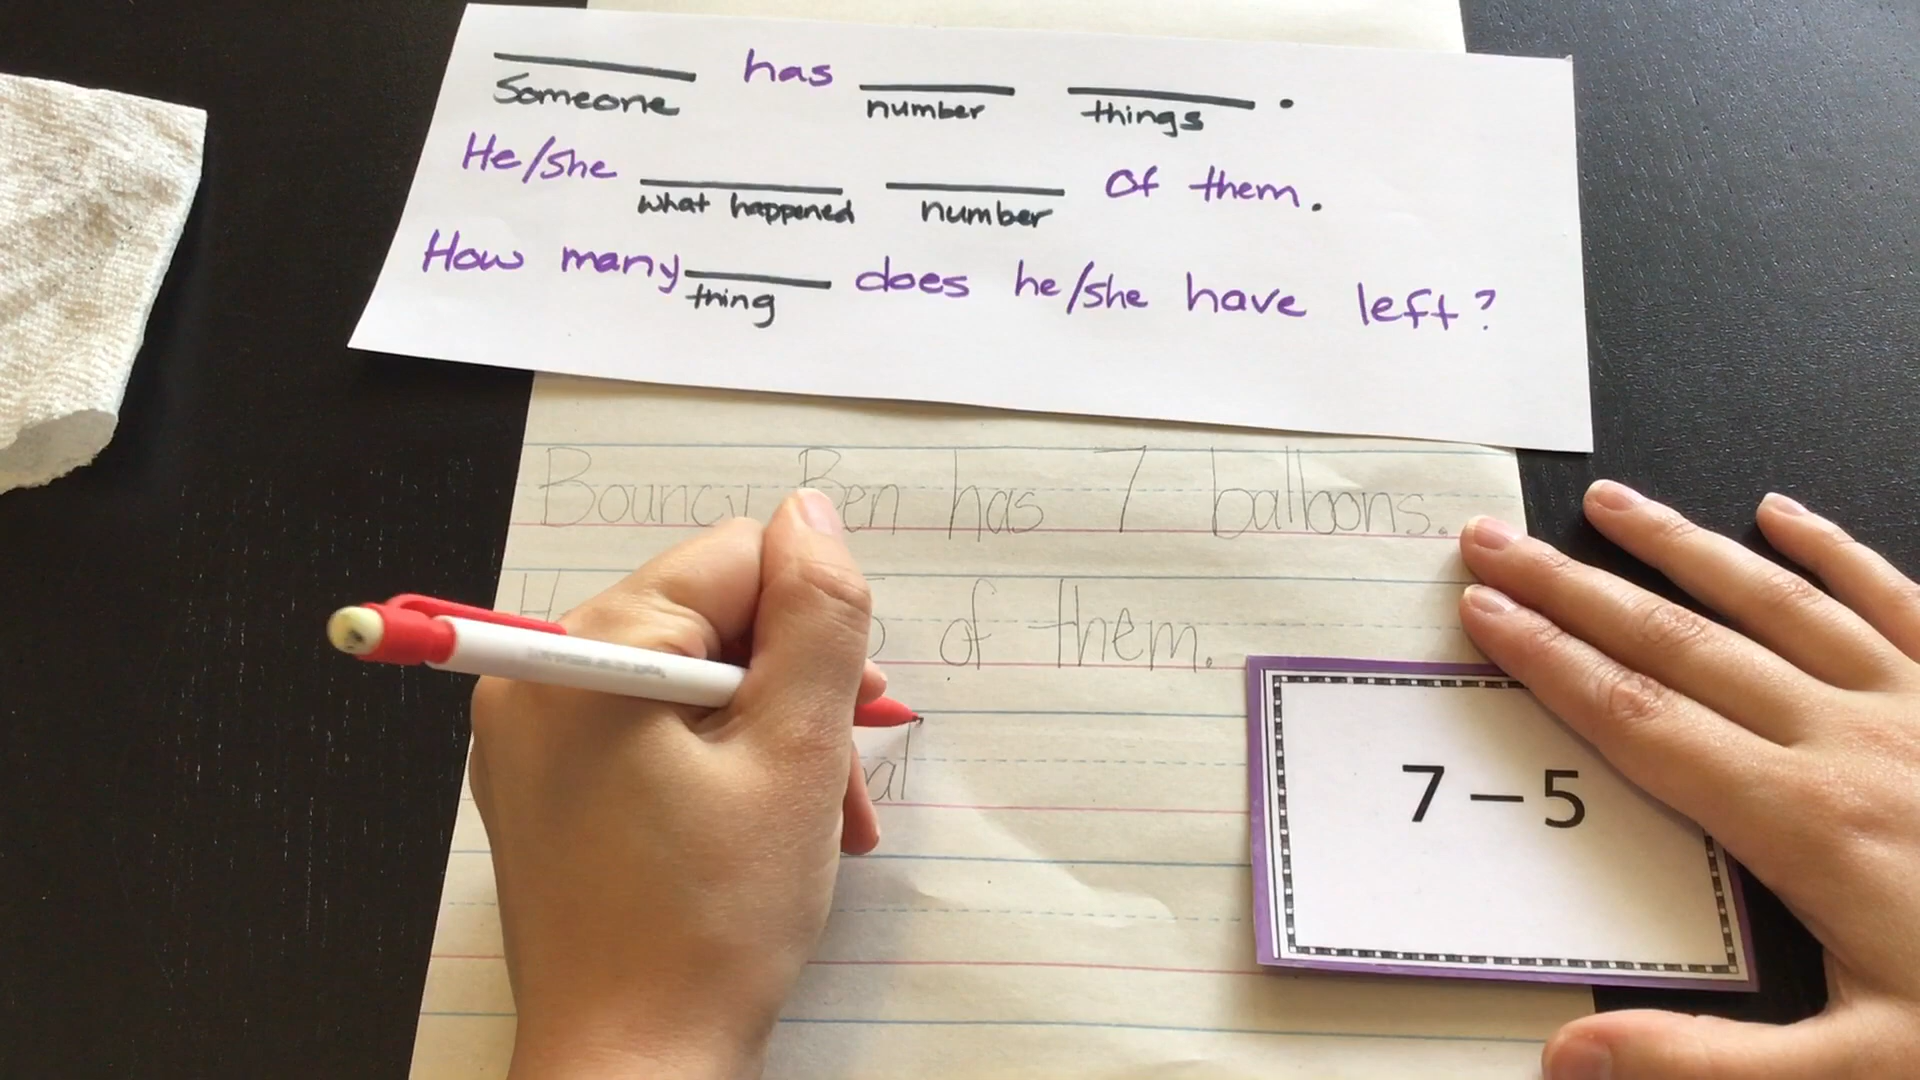 Someone has number things.
He/she what happened number of them.
How many thing does he/she have left?
Bouncy Ben has 7 balloons.
5 of them.
7 – 5